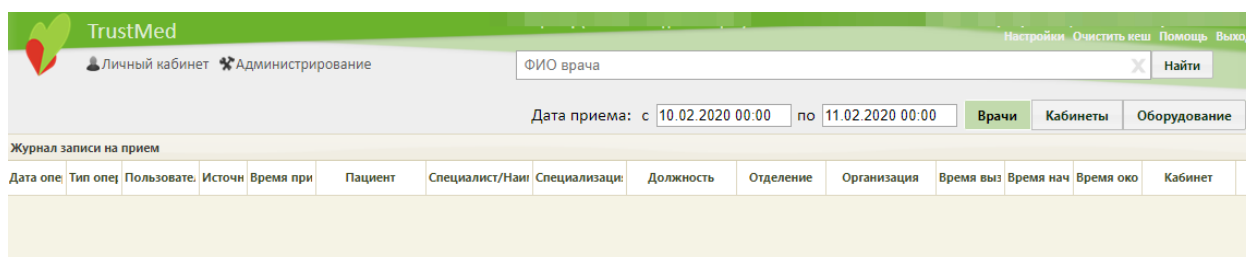 TrustMed
Настройки Очистить кеш Помощь Выхо
Личный кабинет Администрирование
ФИО врача X Найти
Дата приема: с 10.02.2020 00:00 по 11.02.2020 00:00 Врачи Кабинеты Оборудование
Журнал записи на прием
Дата опе Тип опер Пользовате. Источн Время при Пациент Специалист/Наим Специализаци Должность Отделение Организация Время выз Время нач Время око Кабинет